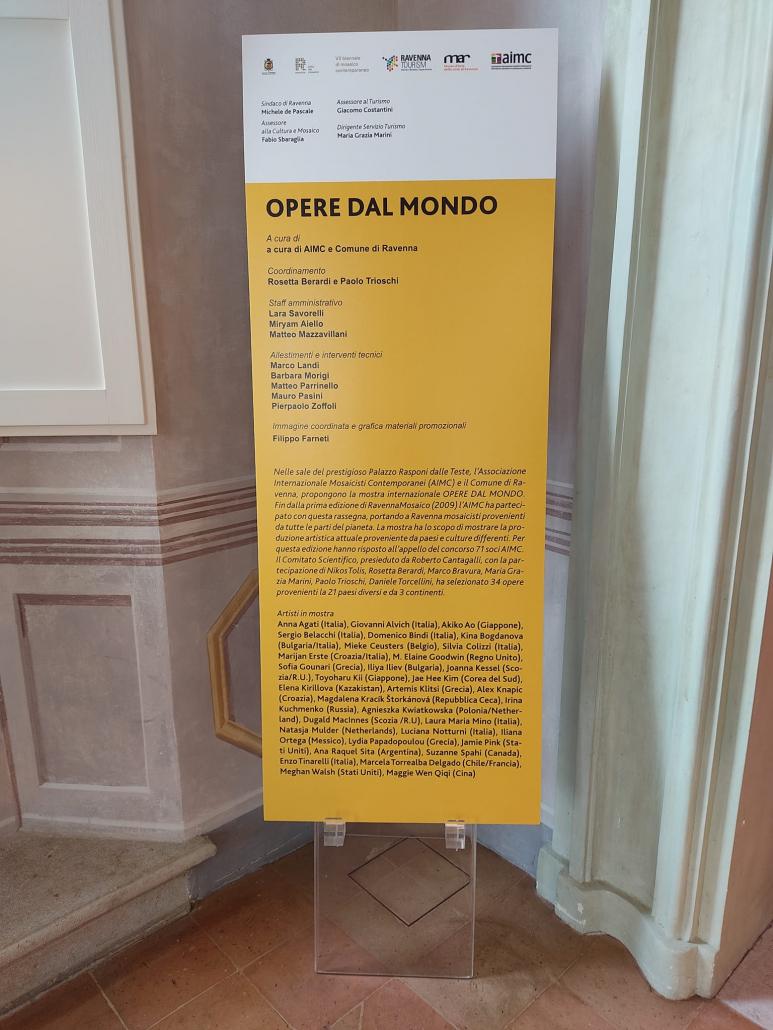 VII biennale
di mosaico
contemporaneo
RAVENNA
TOURISM
mar
aimc
Sindaco di Ravenna
Michele de Pascale
Assessore
alla Cultura e Mosaico
Fabio Sbaraglia
Assessore al Turismo
Giacomo Costantini
Dirigente Servizio Turismo
Maria Grazia Marini
OPERE DAL MONDO
A cura di
a cura di AIMC e Comune di Ravenna
Coordinamento
Rosetta Berardi e Paolo Trioschi
Staff amministrativo
Lara Savorelli
Miryam Aiello
Matteo Mazzavillani
Allestimenti e interventi tecnici
Marco Landi
Barbara Morigi
Matteo Parrinello
Mauro Pasini
Pierpaolo Zoffoli
Immagine coordinata e grafica materiali promozionali
Filippo Farneti
Nelle sale del prestigioso Palazzo Rasponi dalle Teste, l'Associazione
Internazionale Mosaicisti Contemporanei (AIMC) e il Comune di Ra-
venna, propongono la mostra internazionale OPERE DAL MONDO.
Fin dalla prima edizione di RavennaMosaico (2009) l'AIMC ha parteci-
pato con questa rassegna, portando a Ravenna mosaicisti provenienti
da tutte le parti del pianeta. La mostra ha lo scopo di mostrare la pro-
duzione artistica attuale proveniente da paesi e culture differenti. Per
questa edizione hanno risposto all'appello del concorso 71 soci AIMC.
Il Comitato Scientifico, presieduto da Roberto Cantagalli, con la par-
tecipazione di Nikos Tolis, Rosetta Berardi, Marco Bravura, Maria Gra-
zia Marini, Paolo Trioschi, Daniele Torcellini, ha selezionato 34 opere
provenienti la 21 paesi diversi e da 3 continenti.
Artisti in mostra
Anna Agati (Italia), Giovanni Alvich (Italia), Akiko Ao (Giappone),
Sergio Belacchi (Italia), Domenico Bindi (Italia), Kina Bogdanova
(Bulgaria/Italia), Mieke Ceusters (Belgio), Silvia Colizzi (Italia),
Marijan Erste (Croazia/Italia), M. Elaine Goodwin (Regno Unito),
Sofia Gounari (Grecia), Iliya Iliev (Bulgaria), Joanna Kessel (Sco-
zia/R.U.), Toyoharu Kii (Giappone), Jae Hee Kim (Corea del Sud),
Elena Kirillova (Kazakistan), Artemis Klitsi (Grecia), Alex Knapic
(Croazia), Magdalena Kracík Štorkánová (Repubblica Ceca), Irina
Kuchmenko (Russia), Agnieszka Kwiatkowska (Polonia/Nether-
land), Dugald MacInnes (Scozia /R.U), Laura Maria Mino (Italia),
Natasja Mulder (Netherlands), Luciana Notturni (Italia), Iliana
Ortega (Messico), Lydia Papadopoulou (Grecia), Jamie Pink (Sta-
ti Uniti), Ana Raquel Sita (Argentina), Suzanne Spahi (Canada),
Enzo Tinarelli (Italia), Marcela Torrealba Delgado (Chile/Francia),
Meghan Walsh (Stati Uniti), Maggie Wen Qiqi (Cina)